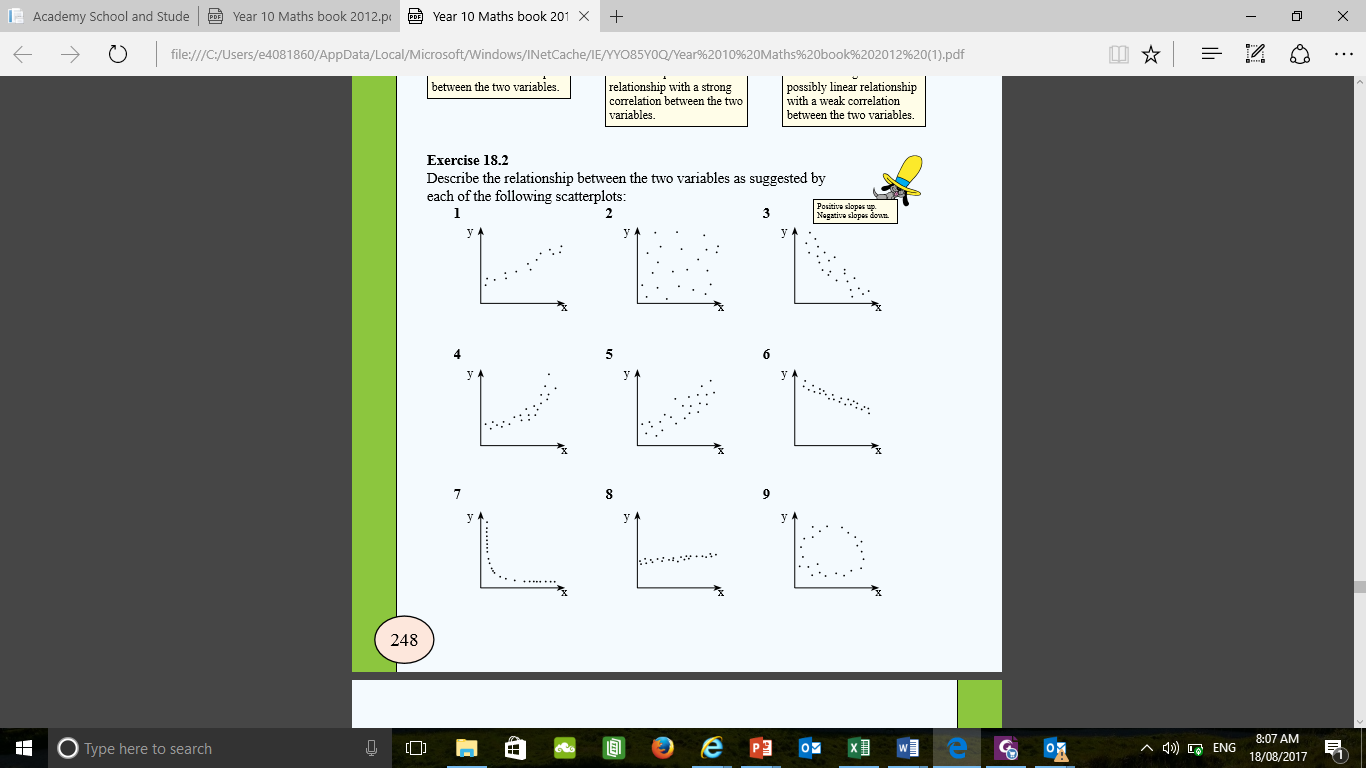 Academy School and Stude
Year 10 Maths book 2012.p
Year 10 Maths book 201
file:///C:/Users/e4081860/AppData/Local/Microsoft/Windows/INetCache/IE/YYO85Y0Q/Year%2010%20Maths%20book%202012%20(1).pdf
between the two variables.
relationship with a strong
correlation between the two
variables.
possibly linear relationship
with a weak correlation
between the two variables.
Exercise 18.2
Describe the relationship between the two variables as suggested by
each of the following scatterplots:
Positive slopes up.
Negative slopes down.
1 2 3
y y y
x x x
4 5 6
y y y
x x x
7 8 9
y y y
x x x
248
Type here to search
ENG
8:07 AM
18/08/2017
1